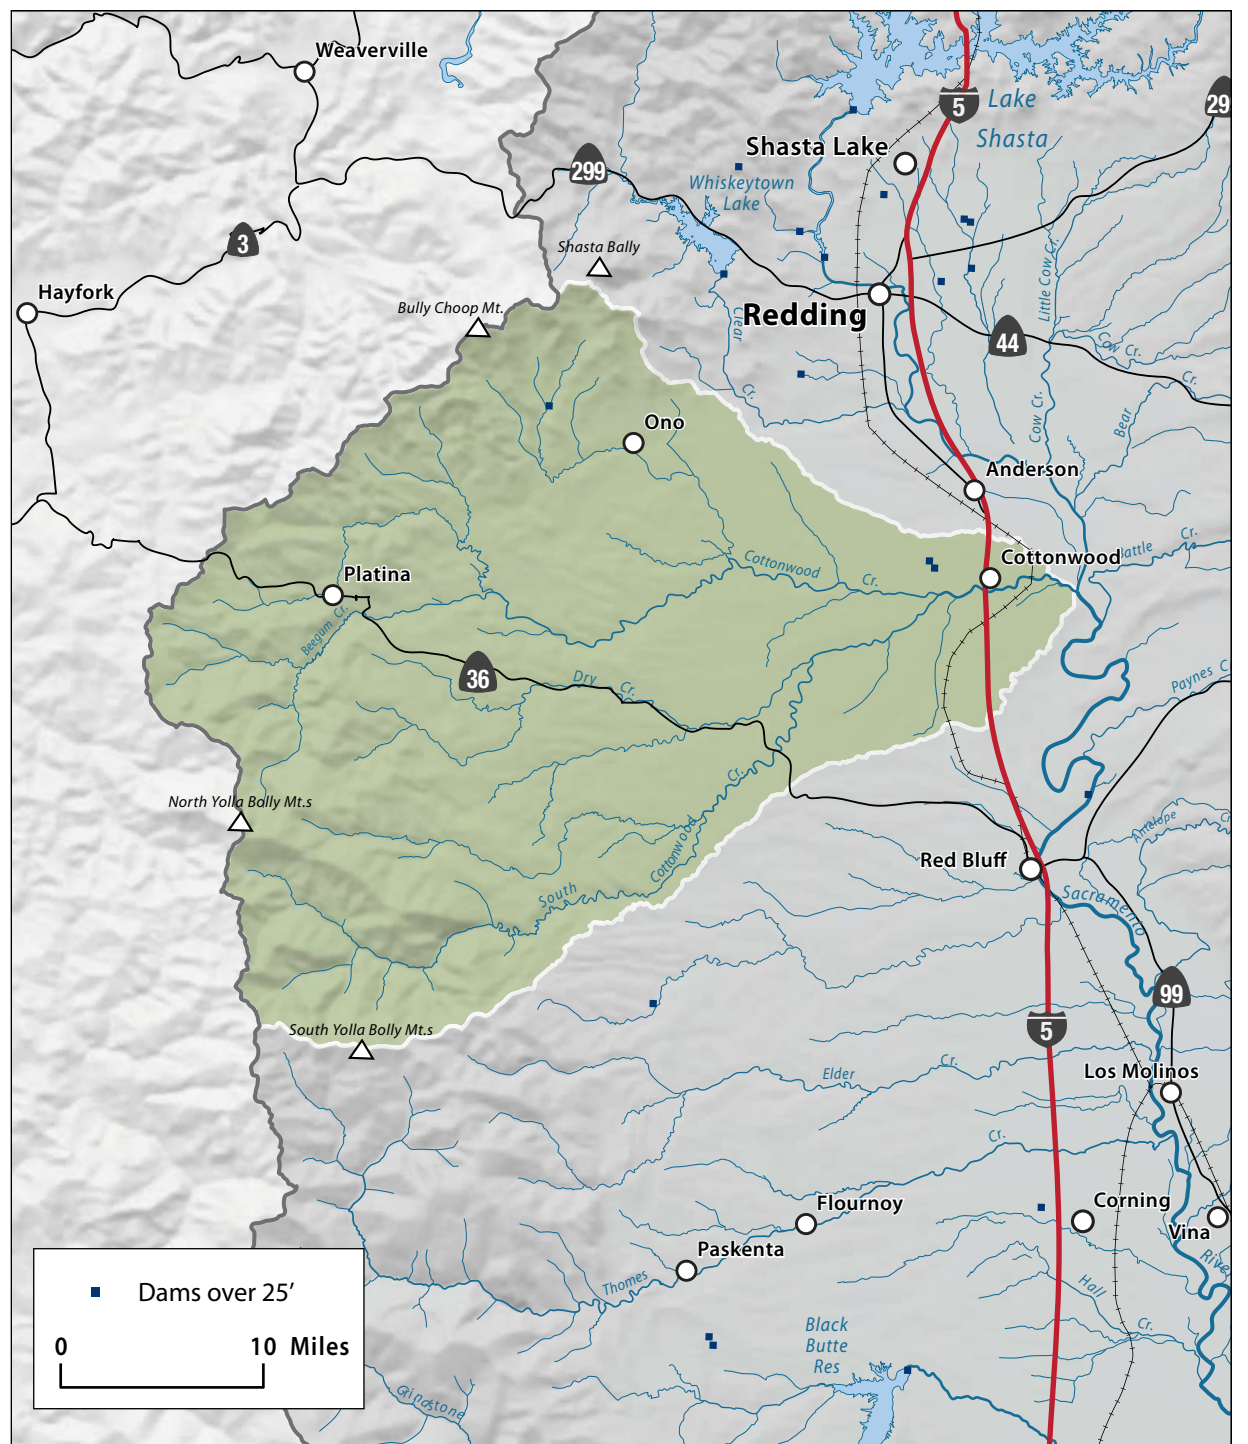 Weaverville
5
Lake
Shasta
29
Shasta Lake
299
Whiskeytown
Lake
3
Shasta Bally
Hayfork
Bully Choop Mt.
Little Cow Cr.
Redding
Clear
Cr.
44
Cow Cr.
Cr.
Ono
Cow Cr.
Bear
Anderson
Battle
Cr.
Cottonwood
Cottonwood
Cr.
Platina
Beegum Cr.
36
Dry
Cr.
Paynes C
Cr.
North Yolla Bolly Mt.s
Antelope
Cr
Cottonwood
South
Red Bluff
Sacramento
99
5
South Yolla Bolly Mt.s
Elder
Cr.
Los Molinos
Cr.
Flournoy
Corning
Vina
Paskenta
River
Thomes
Hall
Cr.
Black
Butte
Res
Dams over 25'
0
10 Miles
Grindstone